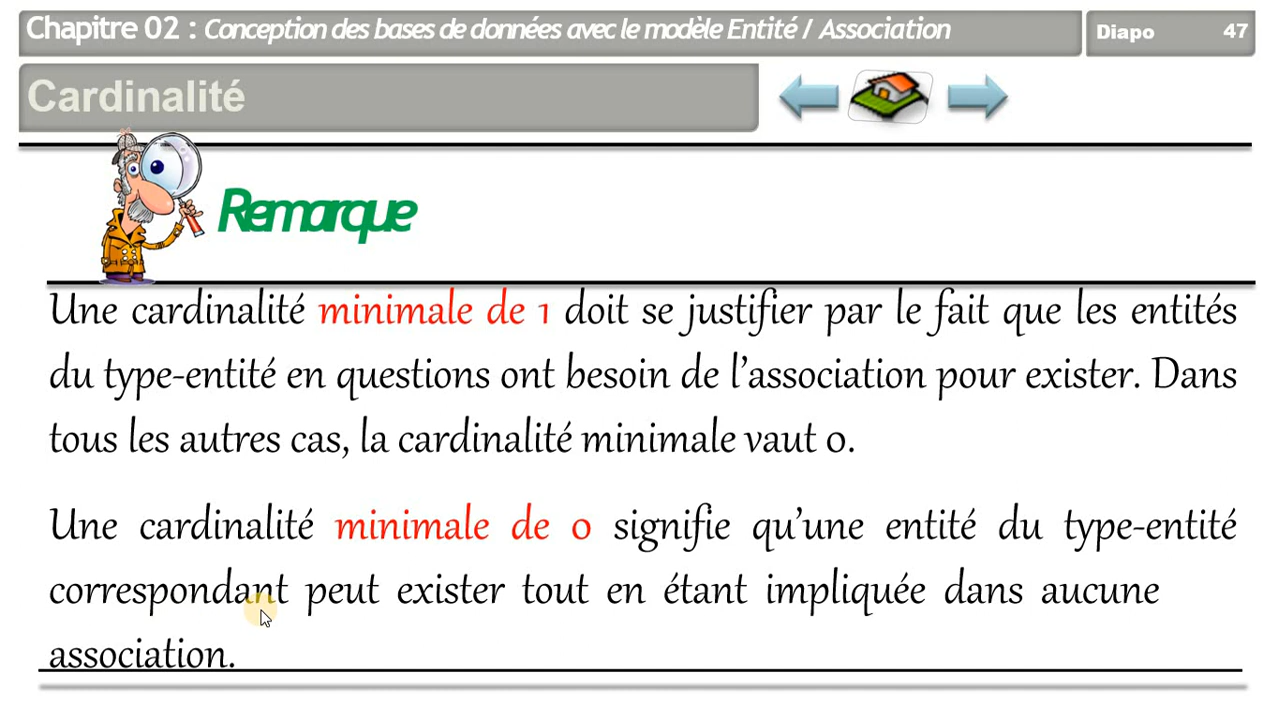 Chapitre 02 : Conception des bases de données avec le modèle Entité / Association
Diapo 47
Cardinalité
Remarque
Une cardinalité minimale de 1 doit se justifier par le fait que les entités
du type-entité en questions ont besoin de l’association pour exister. Dans
tous les autres cas, la cardinalité minimale vaut 0.
Une cardinalité minimale de 0 signifie qu’une entité du type-entité
correspondant peut exister tout en étant impliquée dans aucune
association.